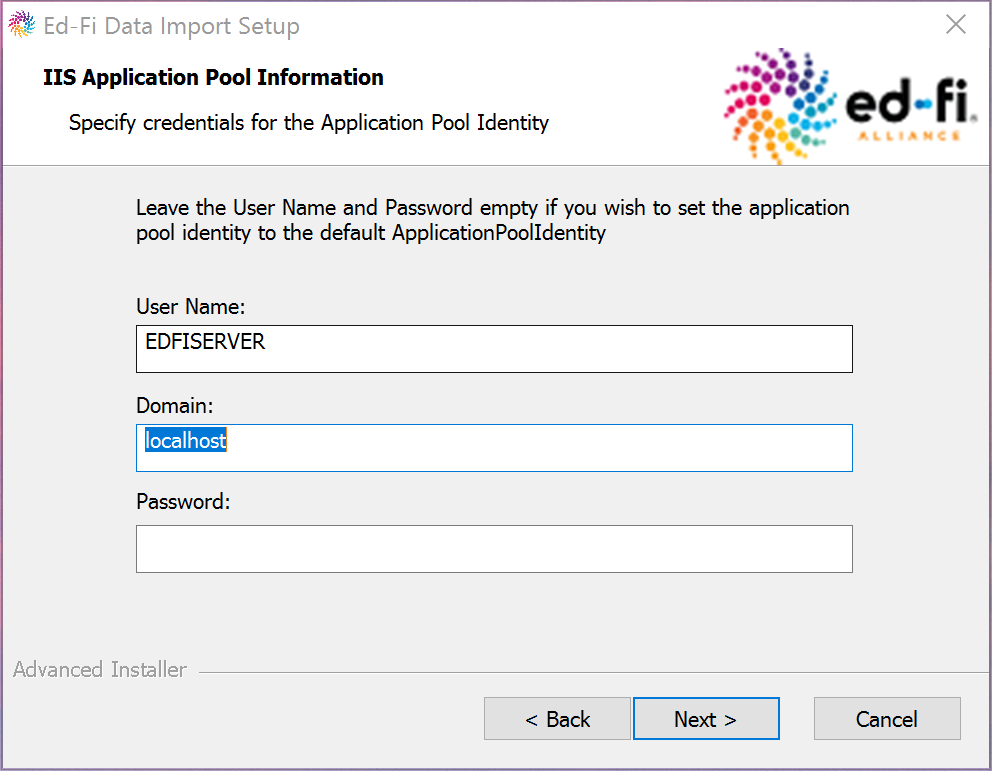 Ed-Fi Data Import Setup
IIS Application Pool Information
Specify credentials for the Application Pool Identity
ed-fi®
ALLIANCE
Leave the User Name and Password empty if you wish to set the application
pool identity to the default ApplicationPoolIdentity
User Name:
EDFISERVER
Domain:
localhost
Password:
Advanced Installer
< Back
Next >
Cancel